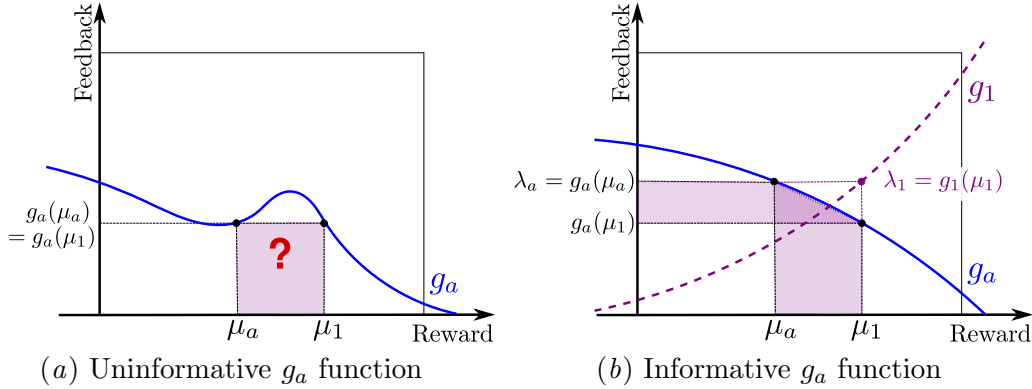 Feedback
g_a(μ_a)
= g_a(μ_1)
?
g_a
μ_a
μ_1
Reward
(a) Uninformative g_a function
Feedback
g_1
λ_a = g_a(μ_a)
λ_1 = g_1(μ_1)
g_a(μ_1)
g_a
μ_a
μ_1
Reward
(b) Informative g_a function